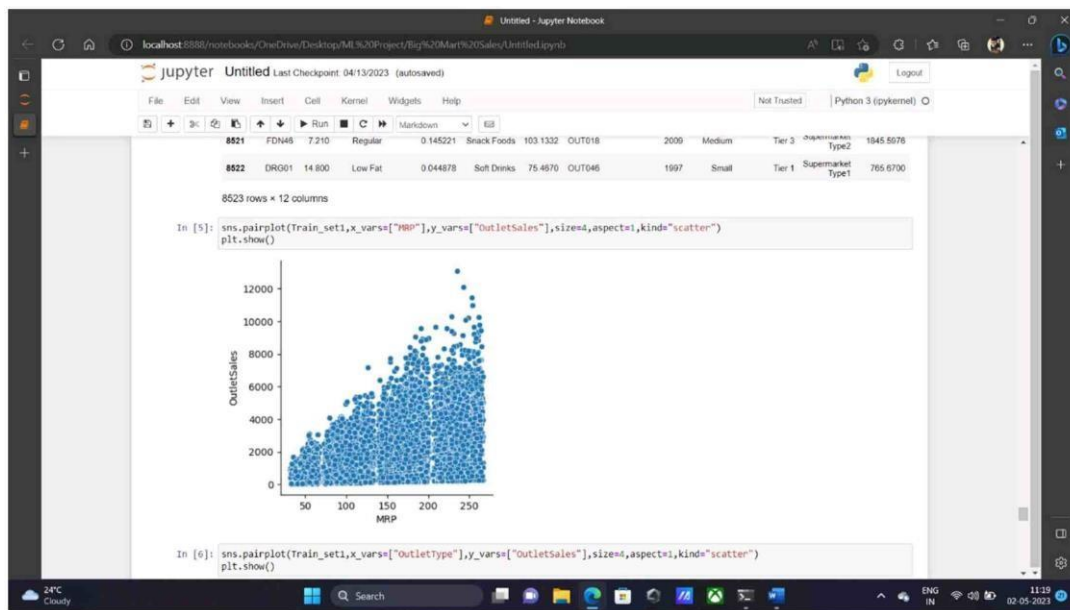 Untitled - Jupyter Notebook
localhost:8888/notebooks/OneDrive/Desktop/ML%20Project/Big%20Mart%20Sales/Untitled.ipynb
jupyter Untitled Last Checkpoint: 04/13/2023 (autosaved)
Logout
File Edit View Insert Cell Kernel Widgets Help
Not Trusted Python 3 (ipykernel)
Run Markdown
8521 FDN46 7.210 Regular 0.145221 Snack Foods 103.1332 OUT018 2009 Medium Tier 3 Supermarket Type2 1845.5976
8522 DRG01 14.800 Low Fat 0.044878 Soft Drinks 75.4670 OUT046 1997 Small Tier 1 Supermarket Type1 765.6700
8523 rows × 12 columns
In [5]: sns.pairplot(Train_set1,x_vars=["MRP"],y_vars=["OutletSales"],size=4,aspect=1,kind="scatter")
plt.show()
12000
10000
8000
6000
4000
2000
0
OutletSales
50 100 150 200 250
MRP
In [6]: sns.pairplot(Train_set1,x_vars=["OutletType"],y_vars=["OutletSales"],size=4,aspect=1,kind="scatter")
plt.show()
24°C
Cloudy
Search
ENG
IN
11:19
02-05-2023